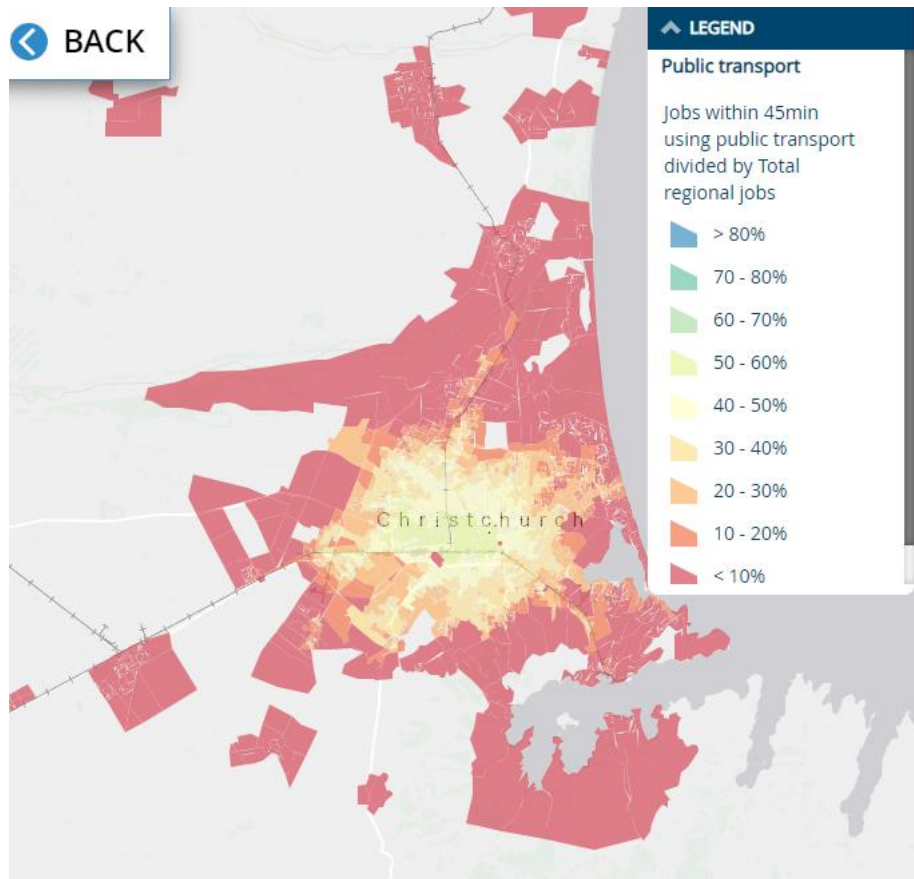 BACK
LEGEND
Public transport
Jobs within 45min
using public transport
divided by Total
regional jobs
> 80%
70 - 80%
60 - 70%
50 - 60%
40 - 50%
30 - 40%
20 - 30%
10 - 20%
< 10%
Christchurch